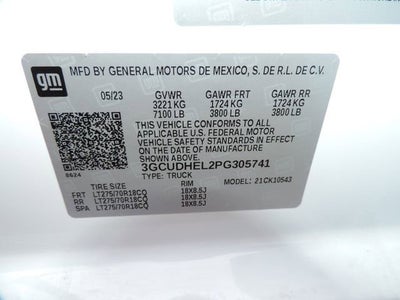 gm
MFD BY GENERAL MOTORS DE MEXICO, S. DE R.L. DE C.V.
05/23 GVWR GAWR FRT GAWR RR
3221 KG 1724 KG 1724 KG
7100 LB 3800 LB 3800 LB
THIS VEHICLE CONFORMS TO ALL
APPLICABLE U.S. FEDERAL MOTOR
VEHICLE SAFETY STANDARDS IN EFFECT
ON THE DATE OF MANUFACTURE
SHOWN ABOVE.
3GCUDHEL2PG305741
TYPE: TRUCK MODEL: 21CK10543
8624
TIRE SIZE RIM
FRT LT275/70R18CQ 18X8.5J
RR LT275/70R18CQ 18X8.5J
SPA LT275/70R18CQ 18X8.5J